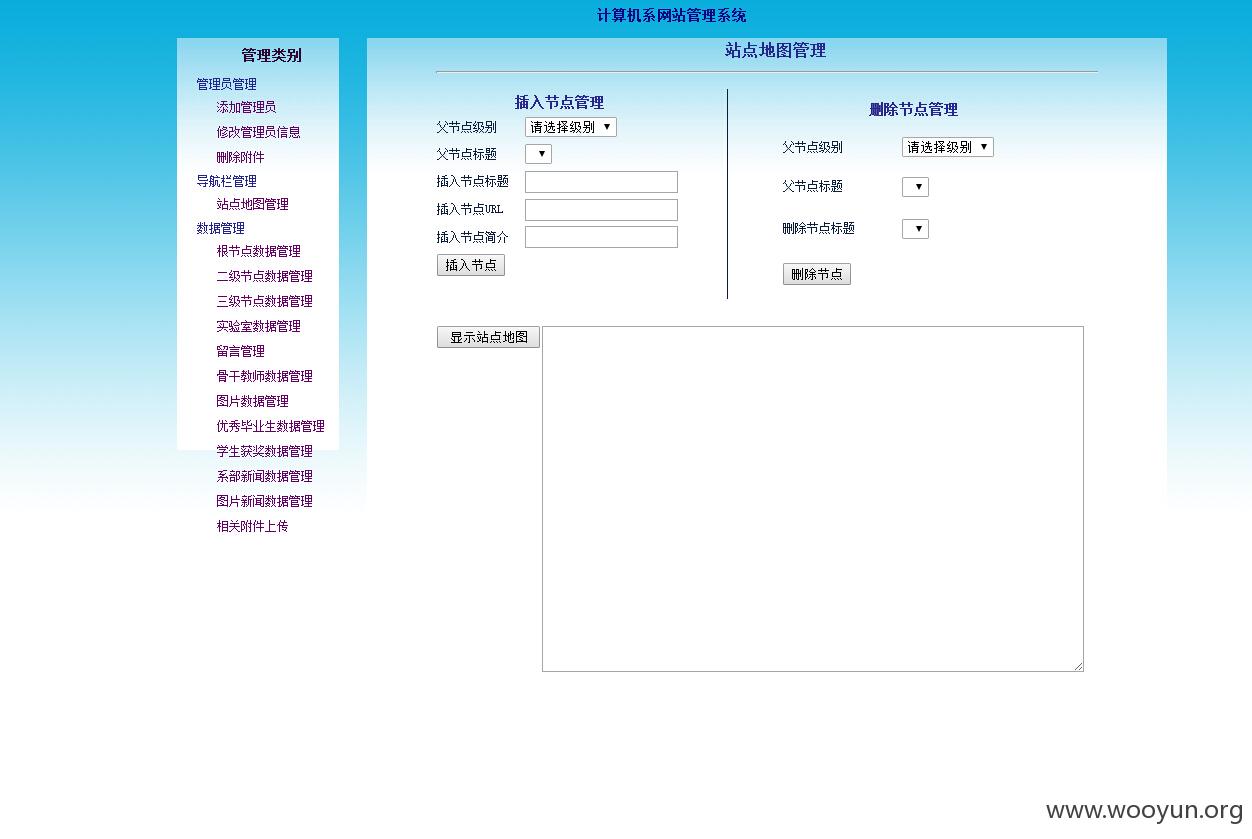 计算机系网站管理系统
管理类别
管理员管理
添加管理员
修改管理员信息
删除附件
导航栏管理
站点地图管理
数据管理
根节点数据管理
二级节点数据管理
三级节点数据管理
实验室数据管理
留言管理
骨干教师数据管理
图片数据管理
优秀毕业生数据管理
学生获奖数据管理
系部新闻数据管理
图片新闻数据管理
相关附件上传
站点地图管理
插入节点管理
父节点级别 请选择级别
父节点标题
插入节点标题
插入节点URL
插入节点简介
插入节点
删除节点管理
父节点级别 请选择级别
父节点标题
删除节点标题
删除节点
显示站点地图
www.wooyun.org